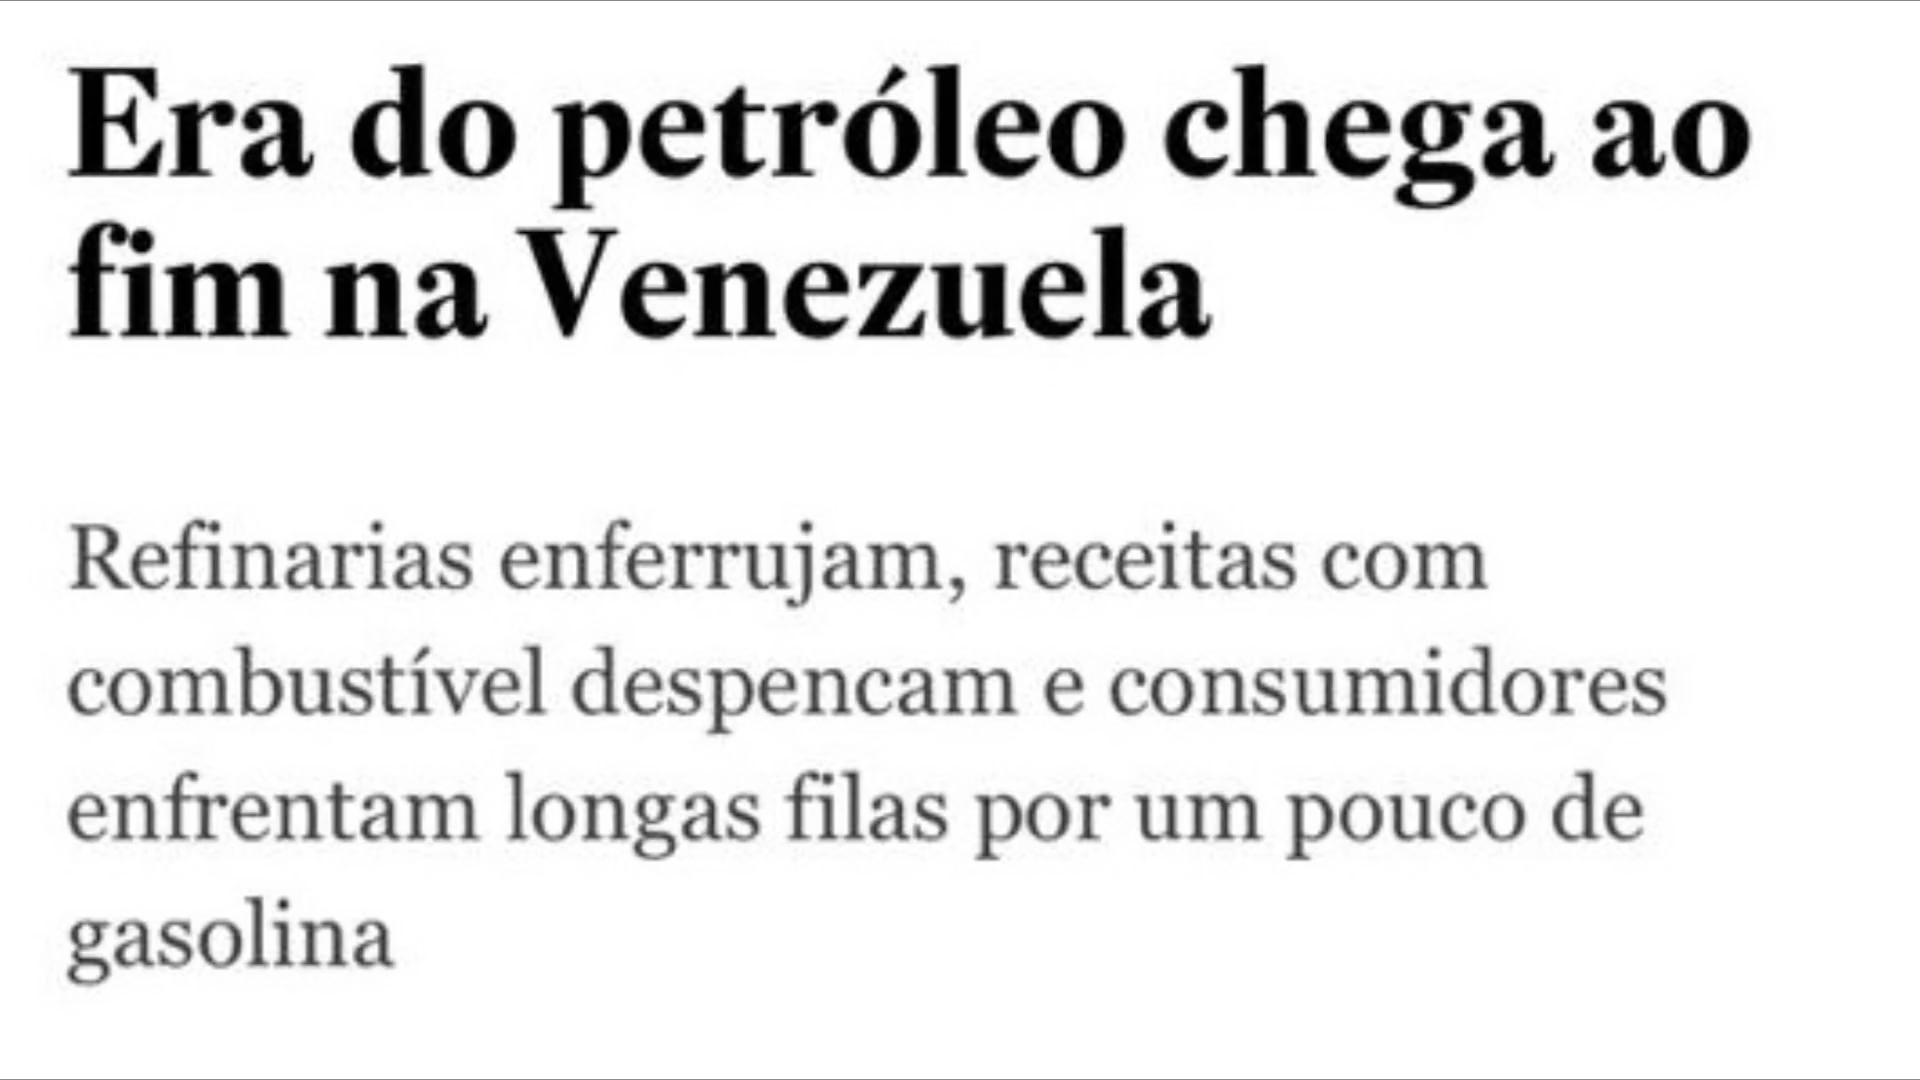 Era do petróleo chega ao
fim na Venezuela
Refinarias enferrujam, receitas com
combustível despencam e consumidores
enfrentam longas filas por um pouco de
gasolina